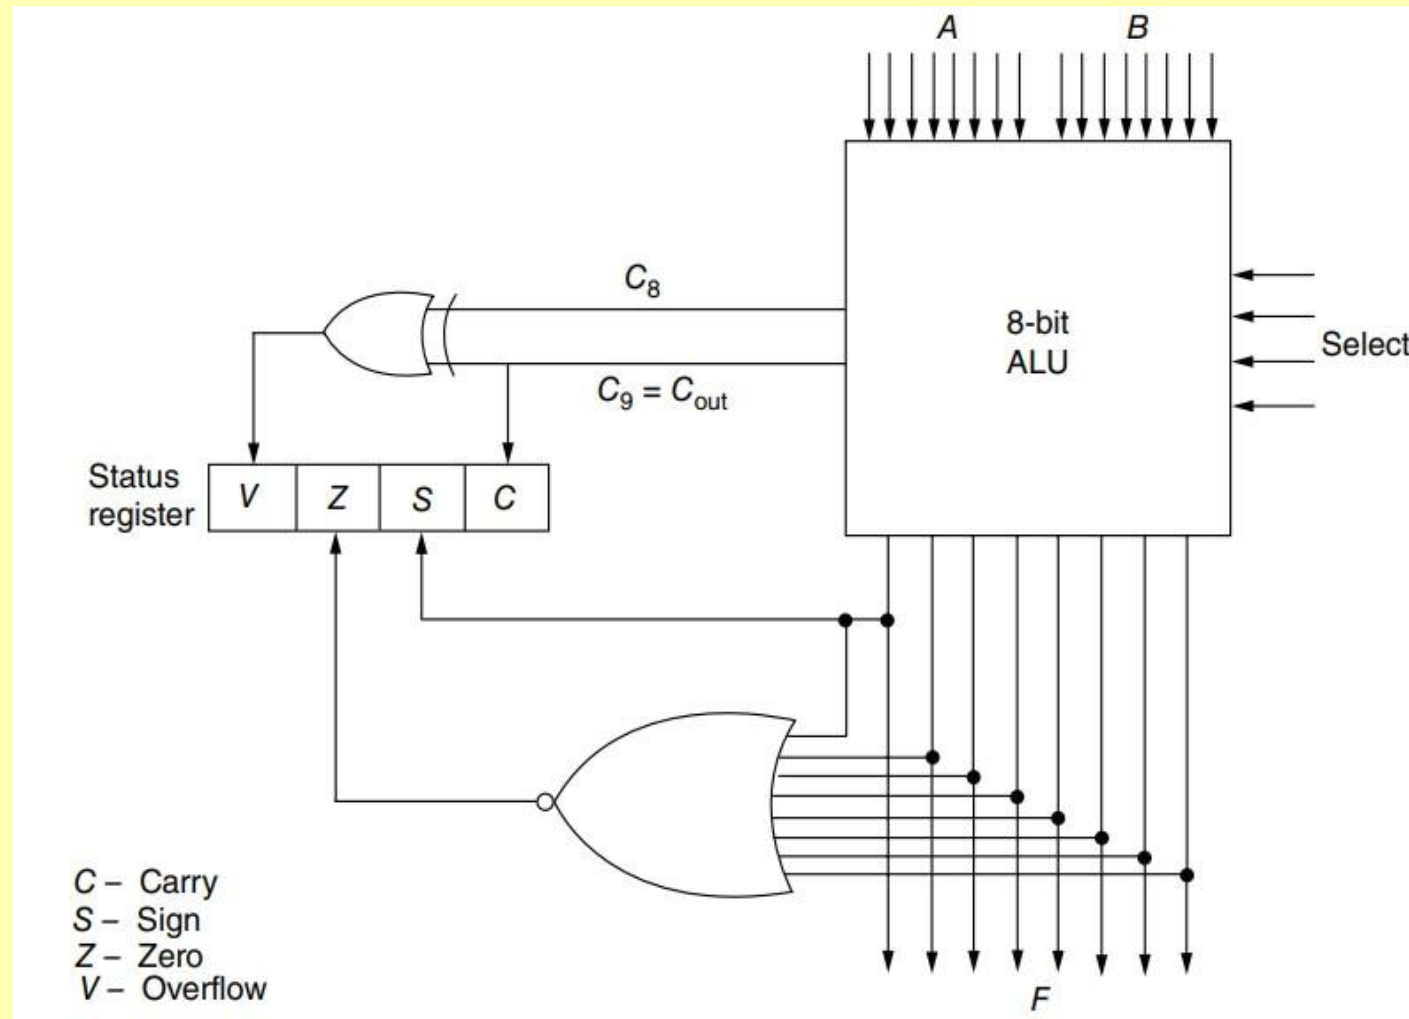 A
B
C₈
8-bit
ALU
Select
C₉ = Cout
Status
register
V
Z
S
C
C – Carry
S – Sign
Z – Zero
V – Overflow
F